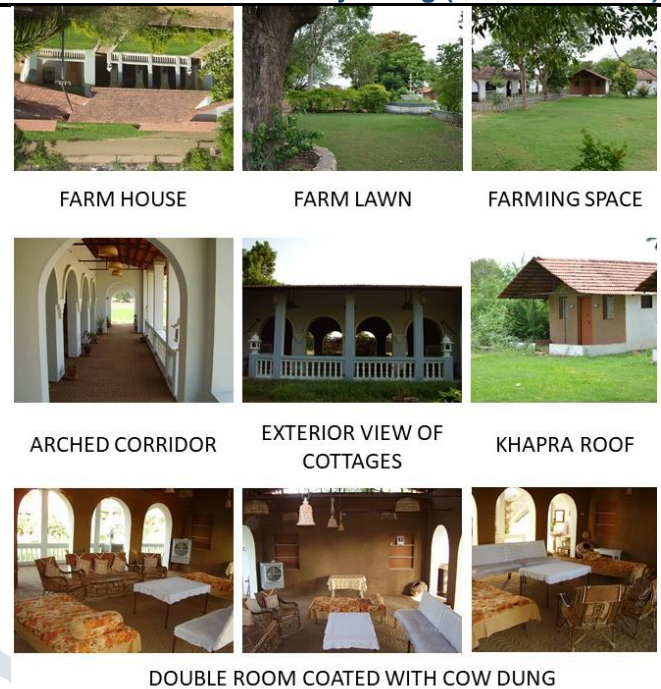 FARM HOUSE
FARM LAWN
FARMING SPACE
ARCHED CORRIDOR
EXTERIOR VIEW OF
COTTAGES
KHAPRA ROOF
DOUBLE ROOM COATED WITH COW DUNG